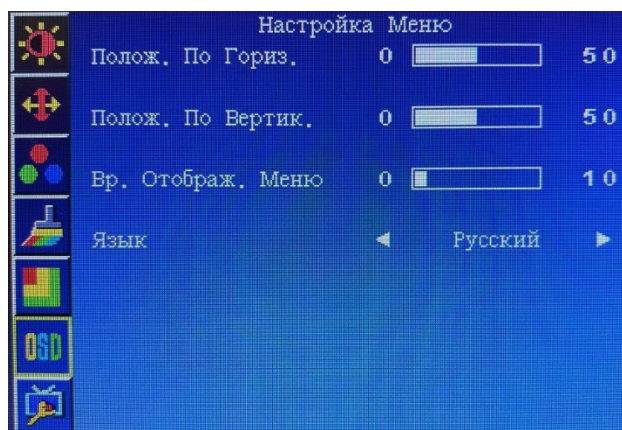 Настройка Меню
Полож. По Гориз. 0 50
Полож. По Вертик. 0 50
Вр. Отображ. Меню 0 10
Язык Русский
OSD